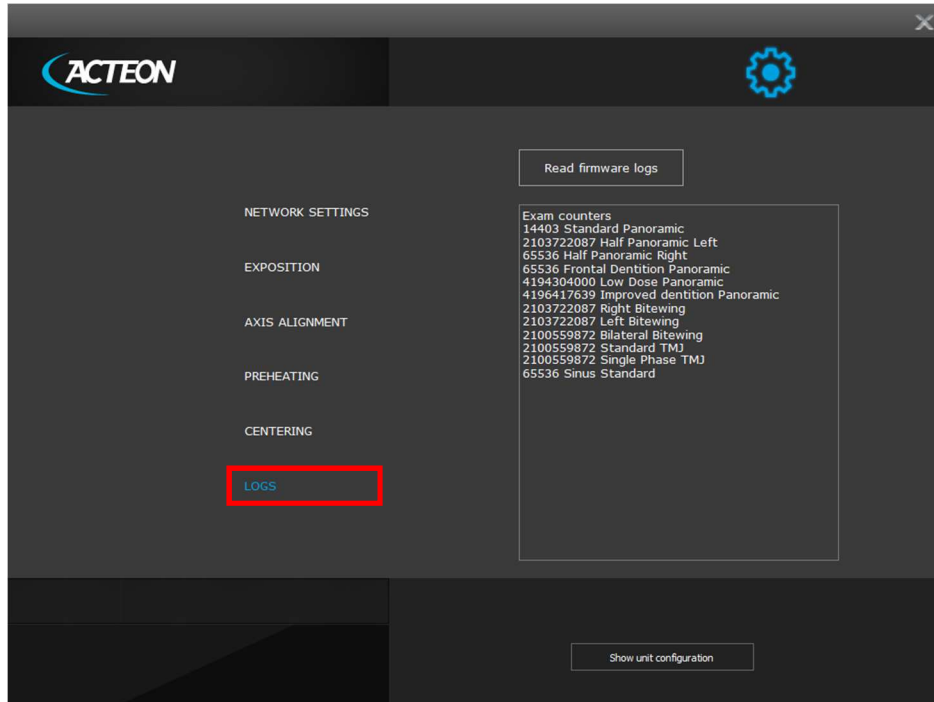 ACTEON
Read firmware logs
NETWORK SETTINGS
EXPOSITION
AXIS ALIGNMENT
PREHEATING
CENTERING
LOGS
Exam counters
14403 Standard Panoramic
2103722087 Half Panoramic Left
65536 Half Panoramic Right
65536 Frontal Dentition Panoramic
4194304000 Low Dose Panoramic
4196417639 Improved dentition Panoramic
2103722087 Right Bitewing
2103722087 Left Bitewing
2100559872 Bilateral Bitewing
2100559872 Standard TMJ
2100559872 Single Phase TMJ
65536 Sinus Standard
Show unit configuration